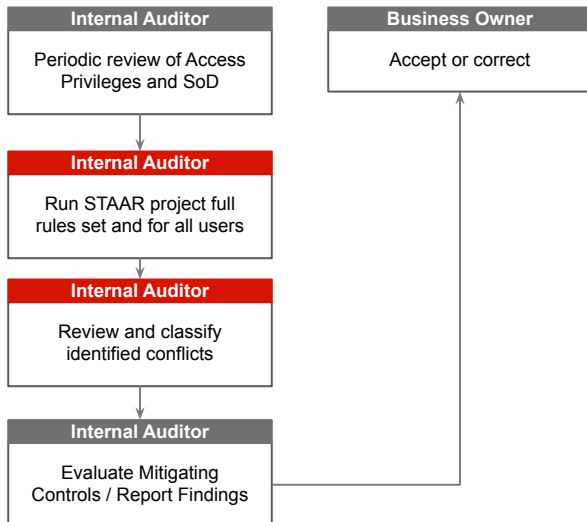 Internal Auditor
Periodic review of Access
Privileges and SoD
Internal Auditor
Run STAAR project full
rules set and for all users
Internal Auditor
Review and classify
identified conflicts
Internal Auditor
Evaluate Mitigating
Controls / Report Findings
Business Owner
Accept or correct